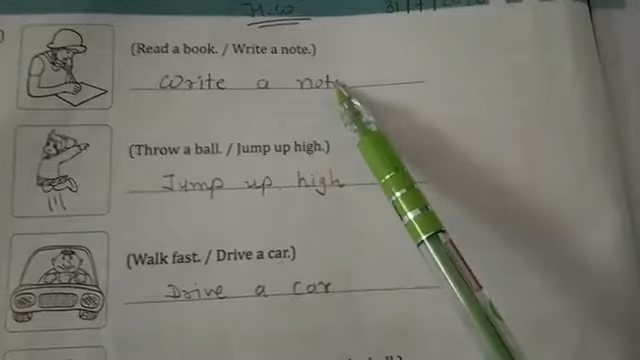 H.W
(Read a book. / Write a note.)
Write a note
(Throw a ball. / Jump up high.)
Jump up high
(Walk fast. / Drive a car.)
Drive a car